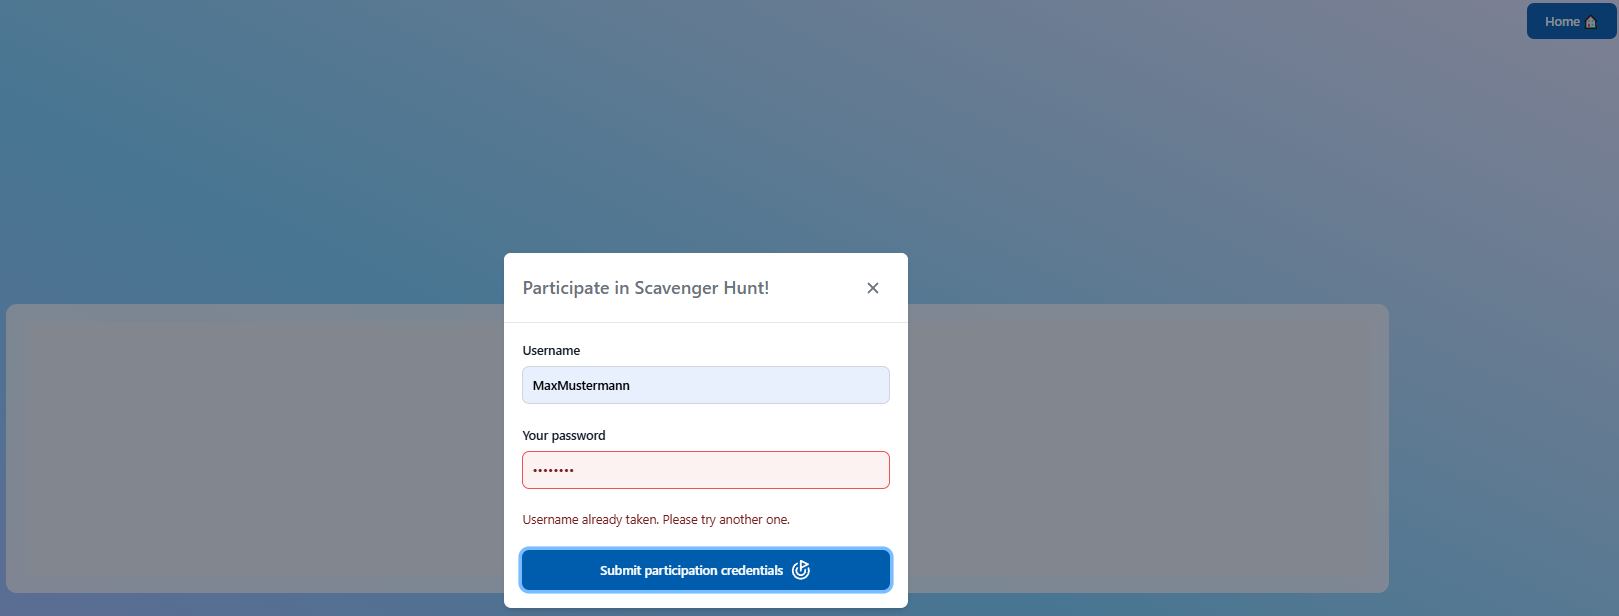 Home
Participate in Scavenger Hunt!
Username
MaxMustermann
Your password
••••••••
Username already taken. Please try another one.
Submit participation credentials